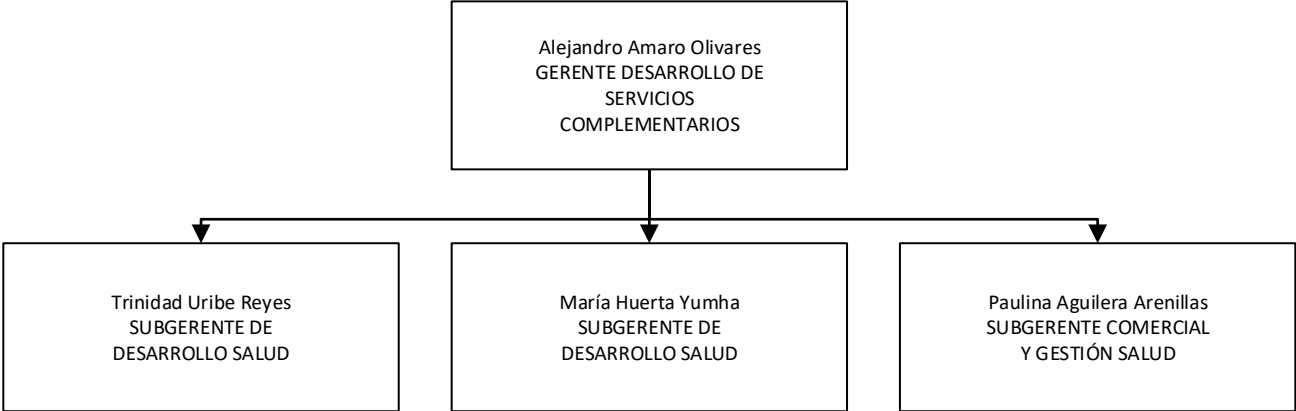 Alejandro Amaro Olivares
GERENTE DESARROLLO DE
SERVICIOS
COMPLEMENTARIOS
Trinidad Uribe Reyes
SUBGERENTE DE
DESARROLLO SALUD
María Huerta Yumha
SUBGERENTE DE
DESARROLLO SALUD
Paulina Aguilera Arenillas
SUBGERENTE COMERCIAL
Y GESTIÓN SALUD